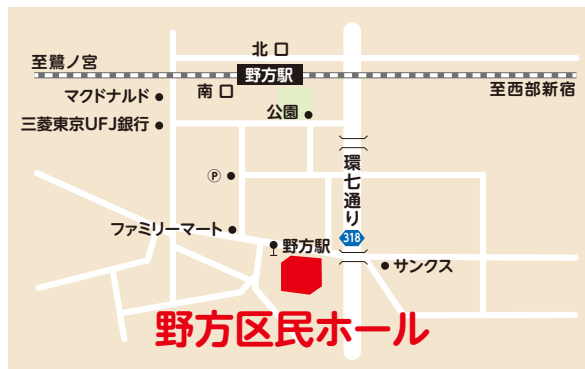 北口
至鷺ノ宮
野方駅
南口
至西部新宿
マクドナルド
公園
三菱東京UFJ銀行
環七通り
P
318
ファミリーマート
野方駅
サンクス
野方区民ホール